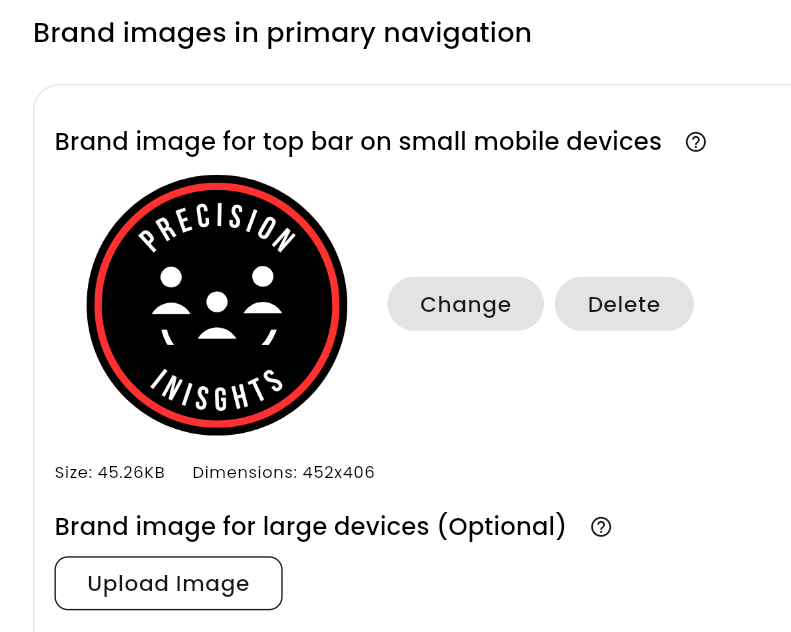 Brand images in primary navigation
Brand image for top bar on small mobile devices ?
PRECISION
INISGHTS
Change Delete
Size: 45.26KB Dimensions: 452x406
Brand image for large devices (Optional) ?
Upload Image